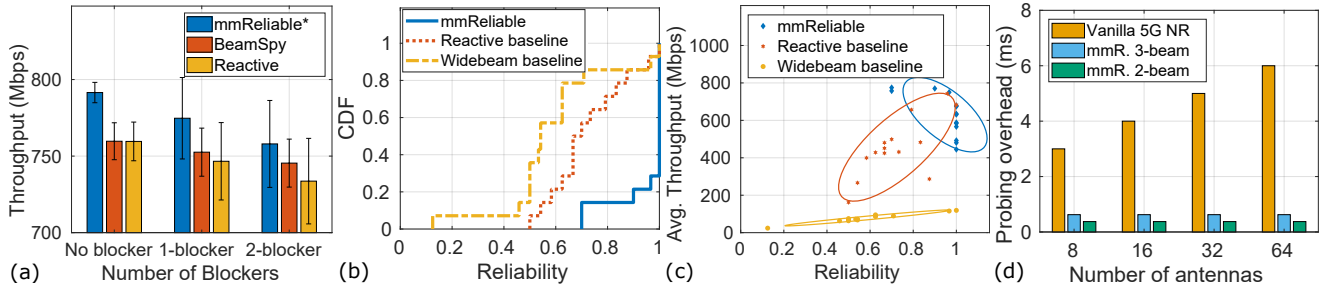 mmReliable*
BeamSpy
Reactive
800
750
700
Throughput (Mbps)
No blocker 1-blocker 2-blocker
Number of Blockers
(a)
mmReliable
Reactive baseline
Widebeam baseline
1
0.8
0.6
0.4
0.2
0
CDF
0 0.2 0.4 0.6 0.8 1
Reliability
(b)
mmReliable
Reactive baseline
Widebeam baseline
1000
800
600
400
200
0
Avg. Throughput (Mbps)
0 0.2 0.4 0.6 0.8 1
Reliability
(c)
Vanilla 5G NR
mmR. 3-beam
mmR. 2-beam
8
6
4
2
0
Probing overhead (ms)
8 16 32 64
Number of antennas
(d)